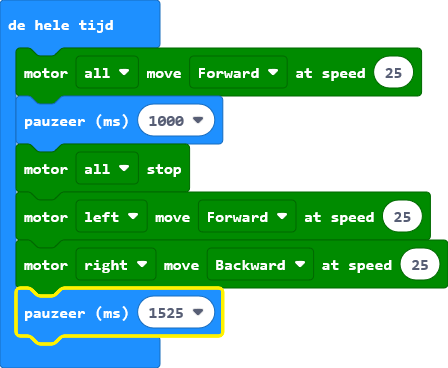 de hele tijd
motor all move Forward at speed 25
pauzeer (ms) 1000
motor all stop
motor left move Forward at speed 25
motor right move Backward at speed 25
pauzeer (ms) 1525